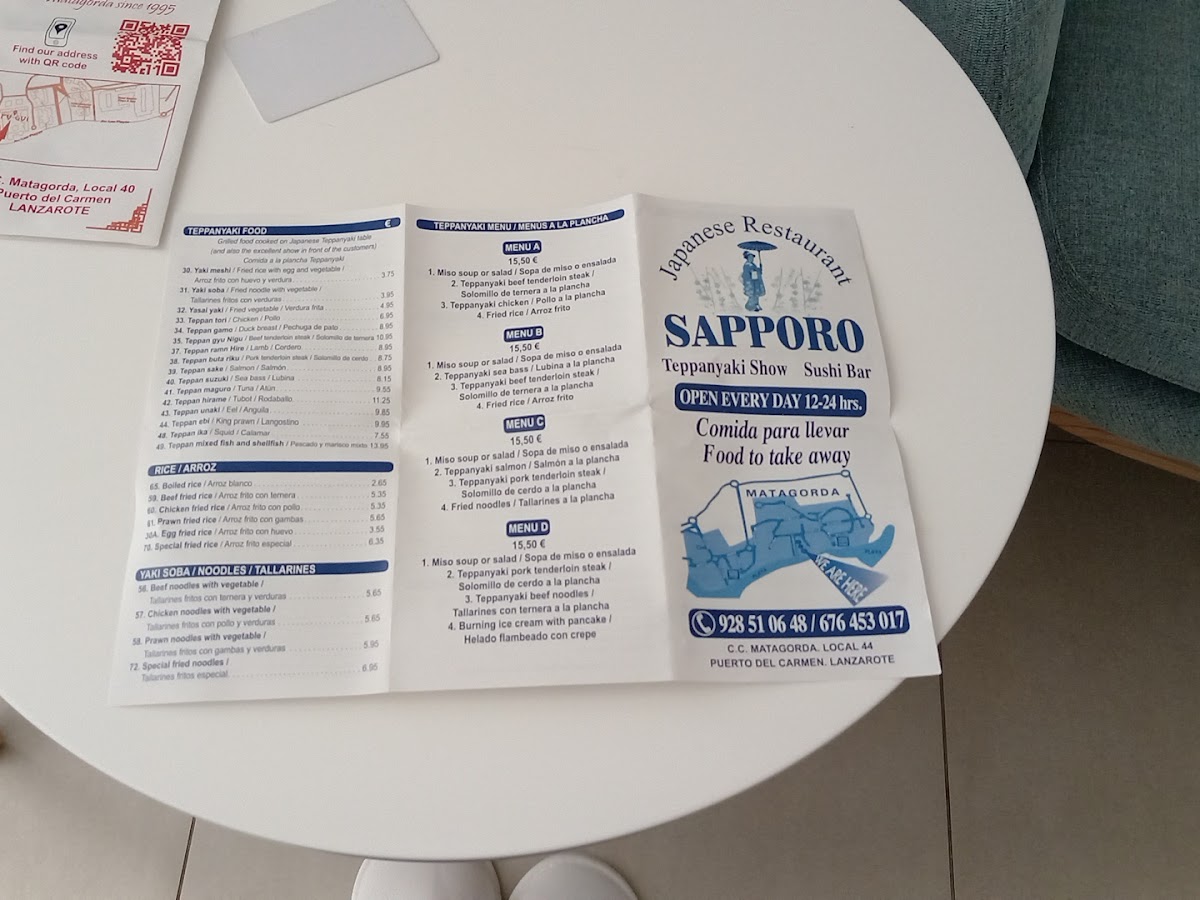 Matagorda since 1995
Find our address
with QR code
C. Matagorda, Local 40
Puerto del Carmen
LANZAROTE
TEPPANYAKI FOOD €
Grilled food cooked on Japanese Teppanyaki table
(and also the excellent show in front of the customers)
Comida a la plancha Teppanyaki
30. Yaki meshi / Fried rice with egg and vegetable /
Arroz frito con huevo y verdura 3.75
31. Yaki soba / Fried noodle with vegetable /
Tallarines fritos con verduras 3.95
32. Yasai yaki / Fried vegetable / Verdura frita 4.95
33. Teppan tori / Chicken / Pollo 6.95
34. Teppan gamo / Duck breast / Pechuga de pato 8.95
35. Teppan gyu Nigu / Beef tenderloin steak / Solomillo de ternera 10.95
37. Teppan ramn Hire / Lamb / Cordero 8.95
38. Teppan buta riku / Pork tenderloin steak / Solomillo de cerdo 8.75
39. Teppan sake / Salmon / Salmón 8.95
40. Teppan suzuki / Sea bass / Lubina 8.15
41. Teppan maguro / Tuna / Atún 9.55
42. Teppan hirame / Tubot / Rodaballo 11.25
43. Teppan unaki / Eel / Anguila 9.85
44. Teppan ebi / King prawn / Langostino 9.95
48. Teppan ika / Squid / Calamar 7.55
45. Teppan mixed fish and shellfish / Pescado y marisco mixto 13.95
RICE / ARROZ
65. Boiled rice / Arroz blanco 2.65
59. Beef fried rice / Arroz frito con ternera 5.35
60. Chicken fried rice / Arroz frito con pollo 5.35
61. Prawn fried rice / Arroz frito con gambas 5.65
30A. Egg fried rice / Arroz frito con huevo 3.55
70. Special fried rice / Arroz frito especial 6.35
YAKI SOBA / NOODLES / TALLARINES
56. Beef noodles with vegetable /
Tallarines fritos con ternera y verduras 5.65
57. Chicken noodles with vegetable /
Tallarines fritos con pollo y verduras 5.65
58. Prawn noodles with vegetable /
Tallarines fritos con gambas y verduras 5.95
72. Special fried noodles /
Tallarines fritos especial 6.95
TEPPANYAKI MENU / MENUS A LA PLANCHA
MENU A
15,50 €
1. Miso soup or salad / Sopa de miso o ensalada
2. Teppanyaki beef tenderloin steak /
Solomillo de ternera a la plancha
3. Teppanyaki chicken / Pollo a la plancha
4. Fried rice / Arroz frito
MENU B
15,50 €
1. Miso soup or salad / Sopa de miso o ensalada
2. Teppanyaki sea bass / Lubina a la plancha
3. Teppanyaki beef tenderloin steak /
Solomillo de ternera a la plancha
4. Fried rice / Arroz frito
MENU C
15,50 €
1. Miso soup or salad / Sopa de miso o ensalada
2. Teppanyaki salmon / Salmón a la plancha
3. Teppanyaki pork tenderloin steak /
Solomillo de cerdo a la plancha
4. Fried noodles / Tallarines a la plancha
MENU D
15,50 €
1. Miso soup or salad / Sopa de miso o ensalada
2. Teppanyaki pork tenderloin steak /
Solomillo de cerdo a la plancha
3. Teppanyaki beef noodles /
Tallarines con ternera a la plancha
4. Burning ice cream with pancake /
Helado flambeado con crepe
Japanese Restaurant
SAPPORO
Teppanyaki Show Sushi Bar
OPEN EVERY DAY 12-24 hrs.
Comida para llevar
Food to take away
MATAGORDA
PLAYA
PLAYA
WE ARE HERE
928 51 06 48 / 676 453 017
C.C. MATAGORDA. LOCAL 44
PUERTO DEL CARMEN. LANZAROTE